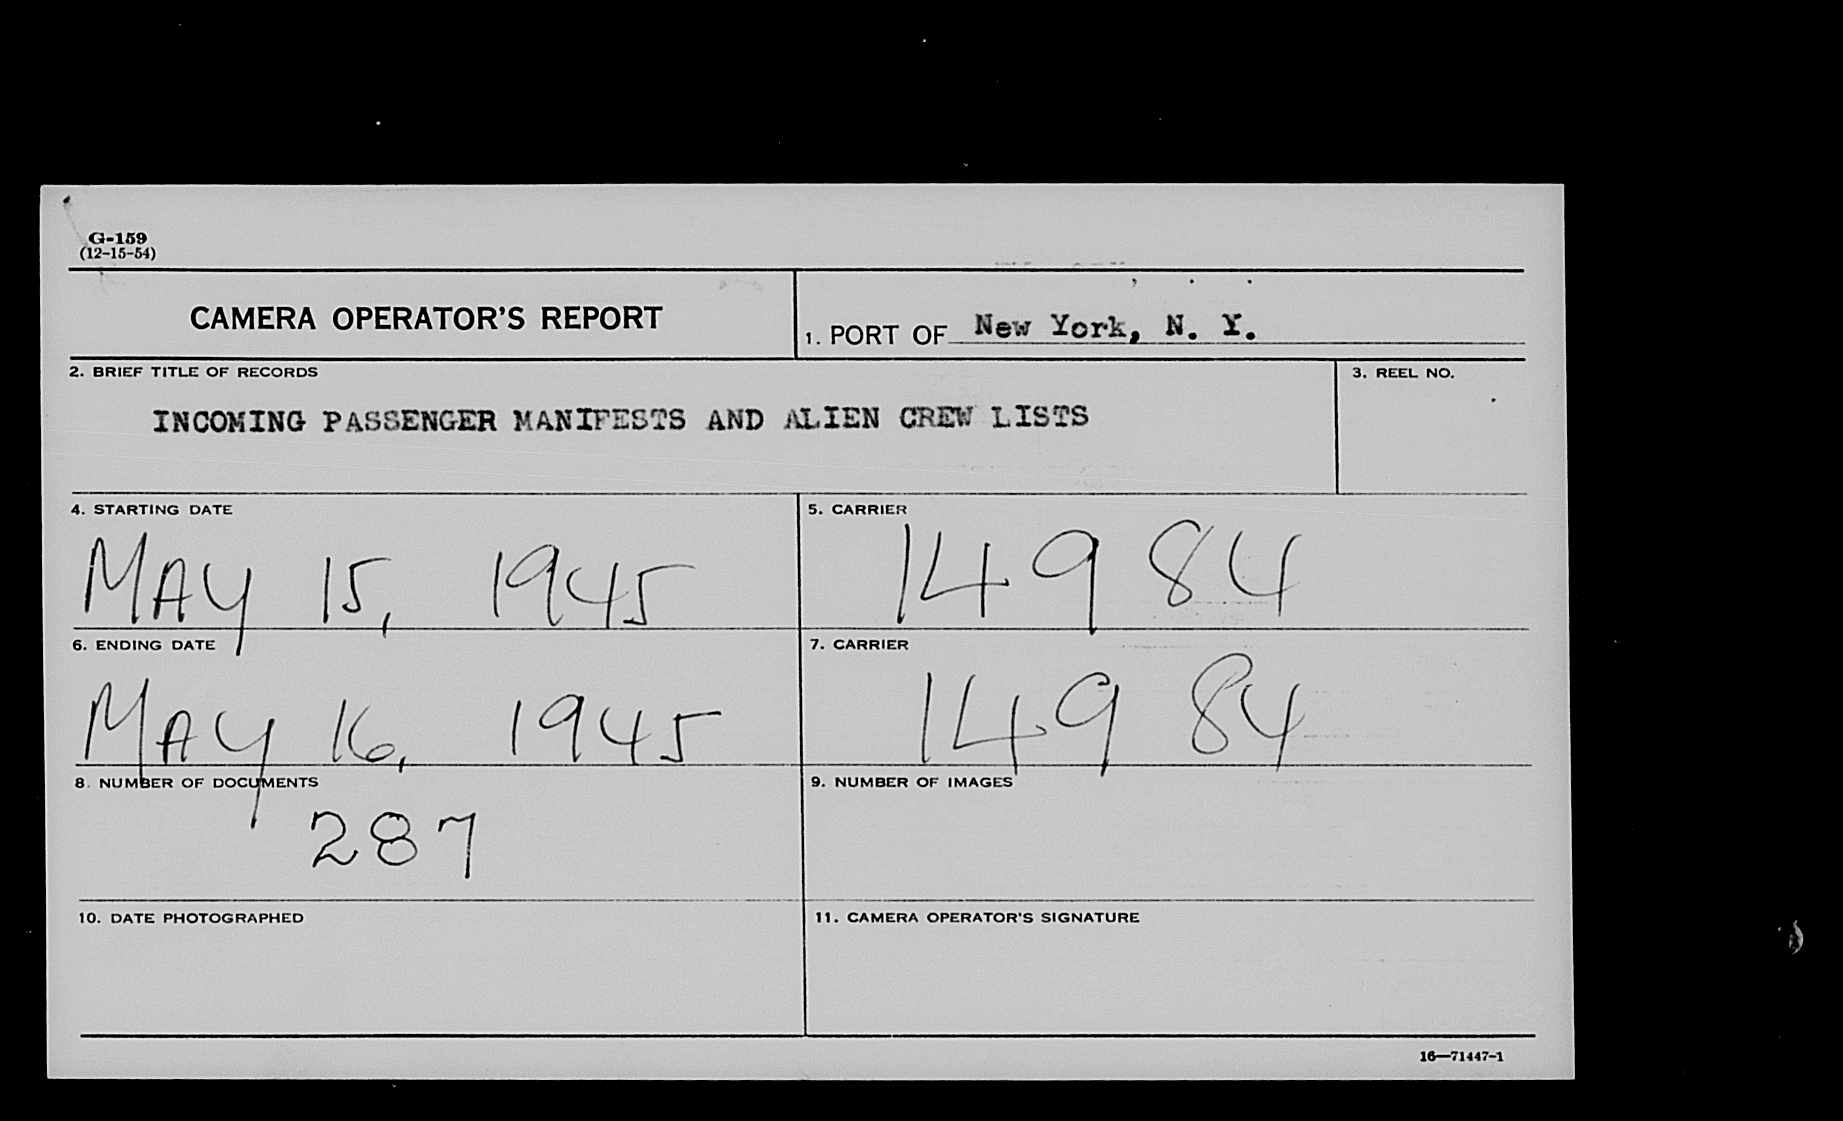 G-159
(12-15-54)
CAMERA OPERATOR'S REPORT
1. PORT OF New York, N. Y.
2. BRIEF TITLE OF RECORDS
INCOMING PASSENGER MANIFESTS AND ALIEN CREW LISTS
3. REEL NO.
4. STARTING DATE
MAY 15, 1945
5. CARRIER
14984
6. ENDING DATE
MAY 16, 1945
7. CARRIER
14984
8. NUMBER OF DOCUMENTS
287
9. NUMBER OF IMAGES
10. DATE PHOTOGRAPHED
11. CAMERA OPERATOR'S SIGNATURE
16—71447-1